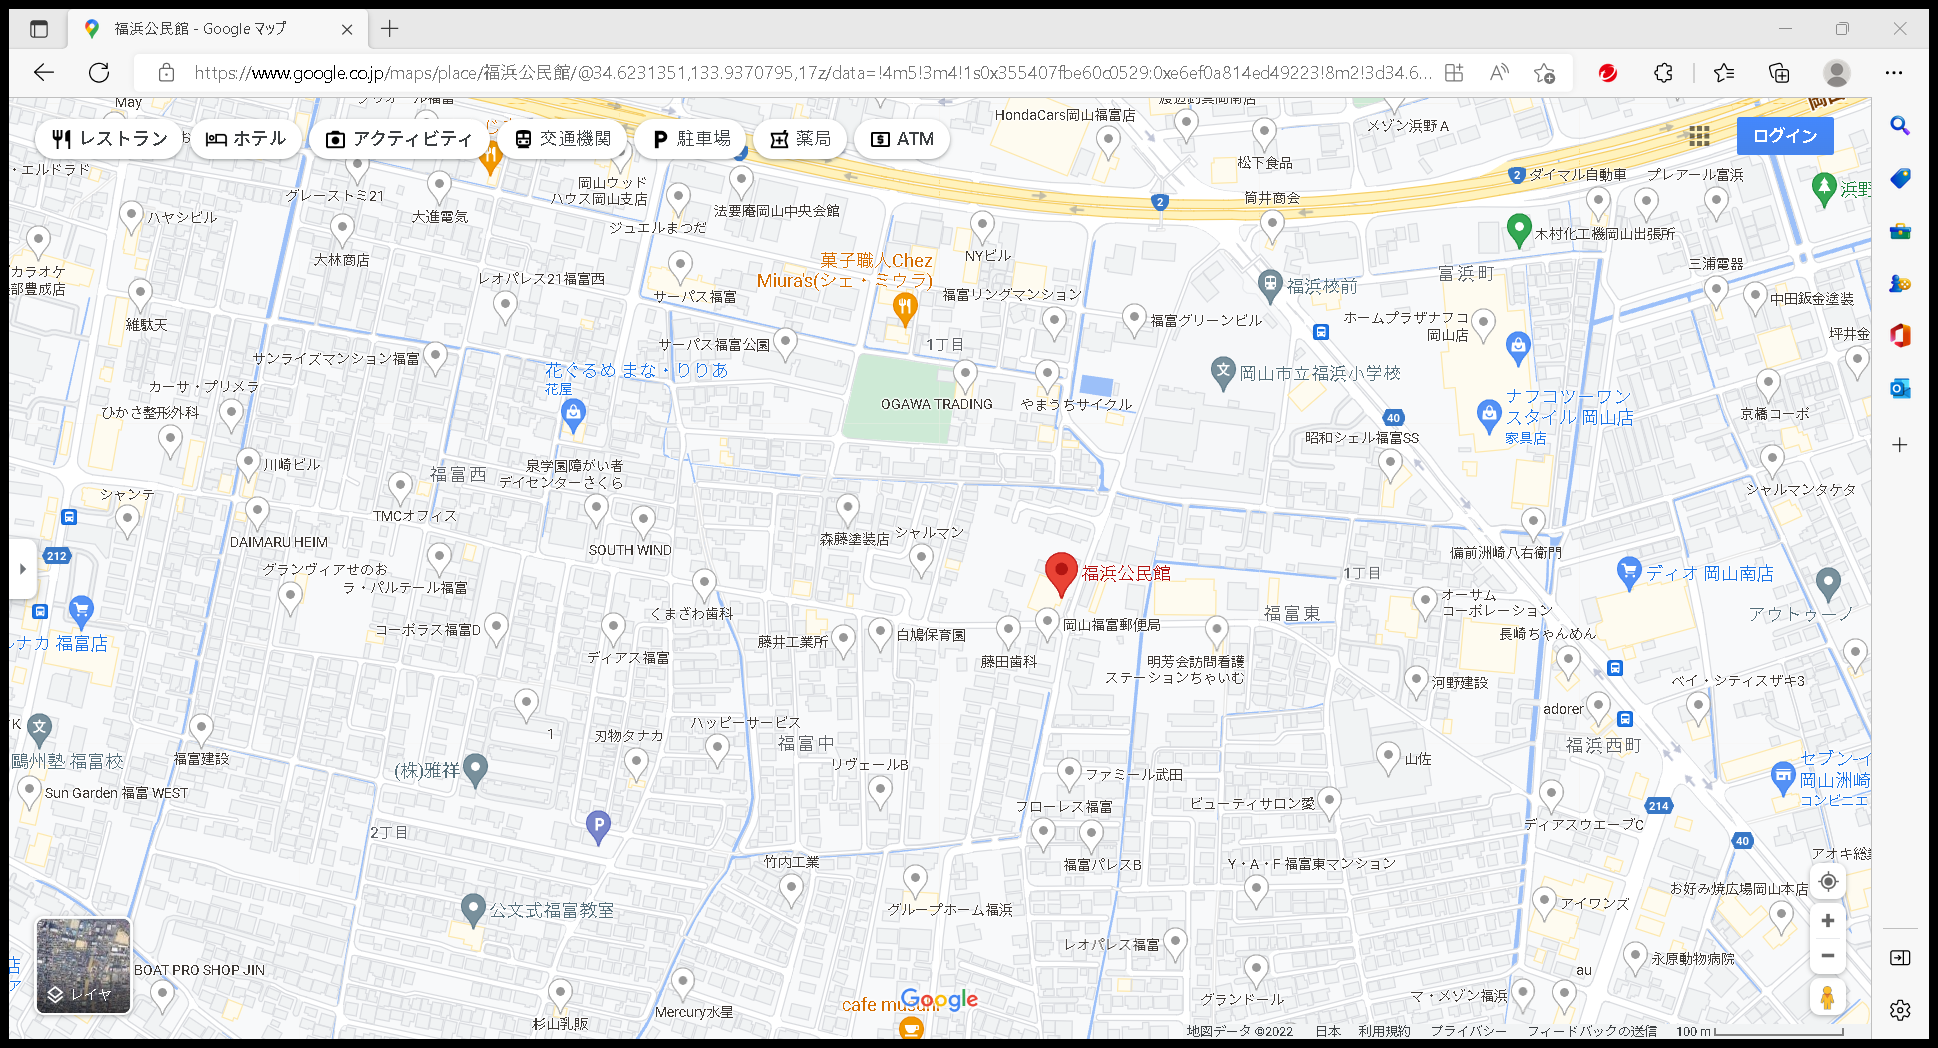 福浜公民館 - Google マップ
https://www.google.co.jp/maps/place/福浜公民館/@34.6231351,133.9370795,17z/data=!4m5!3m4!1s0x355407fbe60c0529:0xe6ef0a814ed49223!8m2!3d34.6...
May
HondaCars岡山福富店
メゾン浜野A
レストラン
ホテル
アクティビティ
交通機関
駐車場
薬局
ATM
ログイン
松下食品
エルドラド
グレーストミ21
岡山ウッド
ハウス岡山支店
2
ダイマル自動車
プレアール富浜
浜野
ハヤシビル
大進電気
ジュエルまつだ
法要庵岡山中央会館
2
筒井商会
木村化工機岡山出張所
カラオケ
部豊成店
大林商店
レオパレス21福富西
サーパス福富
菓子職人Chez
Miura's(シェ・ミウラ)
NYビル
福富リングマンション
福浜校前
富浜町
三浦電器
中田鈑金塗装
維駄天
福富グリーンビル
ホームプラザナフコ
岡山店
坪井金
サンライズマンション福富
サーパス福富公園
1丁目
花ぐるめ まな・りりあ
花屋
岡山市立福浜小学校
カーサ・プリメラ
ひかさ整形外科
OGAWA TRADING
やまうちサイクル
ナフコツーワン
スタイル 岡山店
家具店
40
京橋コーポ
昭和シェル福富SS
川崎ビル
福富西
泉学園障がい者
デイセンターさくら
シャンテ
TMCオフィス
シャルマンタケタ
DAIMARU HEIM
SOUTH WIND
森藤塗装店
シャルマン
備前洲崎八右衛門
212
グランヴィアせのお
ラ・パルテール福富
福浜公民館
1丁目
ディオ 岡山南店
くまざわ歯科
福富東
オーサム
コーポレーション
アウトゥーノ
ナカ 福富店
コーポラス福富D
藤井工業所
白鳩保育園
岡山福富郵便局
長崎ちゃんめん
ディアス福富
藤田歯科
明芳会訪問看護
ステーションちゃいむ
河野建設
ベイ・シティスザキ3
adorer
K
鷗州塾 福富校
福富建設
1
刃物タナカ
ハッピーサービス
福富中
福浜西町
(株)雅祥
リヴェールB
ファミール武田
山佐
セブン-イ
岡山洲崎
コンビニエ
Sun Garden 福富 WEST
フローレス福富
ビューティサロン愛
214
P
2丁目
ディアスウエーブC
40
竹内工業
福富パレスB
Y・A・F 福富東マンション
アオキ総業
お好み焼広場岡山本店
公文式福富教室
グループホーム福浜
アイワンズ
レオパレス福富
永原動物病院
BOAT PRO SHOP JIN
レイヤ
au
杉山乳販
Mercury水星
cafe musuhi
Google
グランドール
マ・メゾン福浜
地図データ ©2022 日本 利用規約 プライバシー フィードバックの送信 100 m